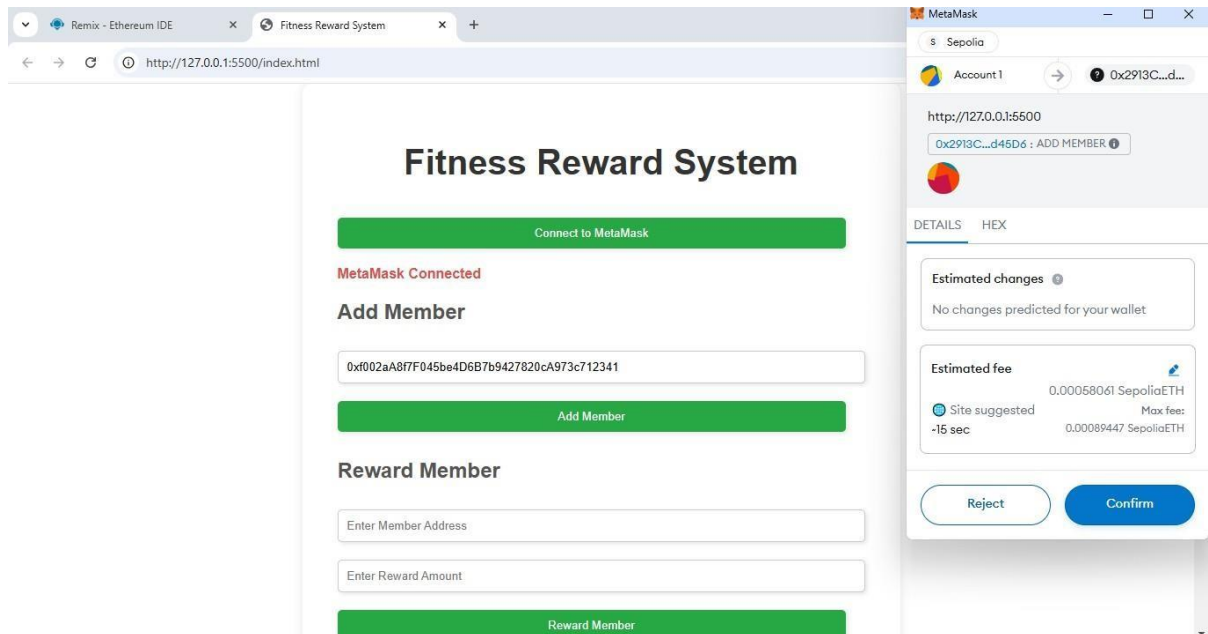 Remix - Ethereum IDE
Fitness Reward System
http://127.0.0.1:5500/index.html
Fitness Reward System
Connect to MetaMask
MetaMask Connected
Add Member
0xf002aA8f7F045be4D6B7b9427820cA973c712341
Add Member
Reward Member
Enter Member Address
Enter Reward Amount
Reward Member
MetaMask
S Sepolia
Account 1
0x2913C...d...
http://127.0.0.1:5500
0x2913C...d45D6 : ADD MEMBER
DETAILS HEX
Estimated changes
No changes predicted for your wallet
Estimated fee
0.00058061 SepoliaETH
Site suggested Max fee:
~15 sec 0.00089447 SepoliaETH
Reject Confirm